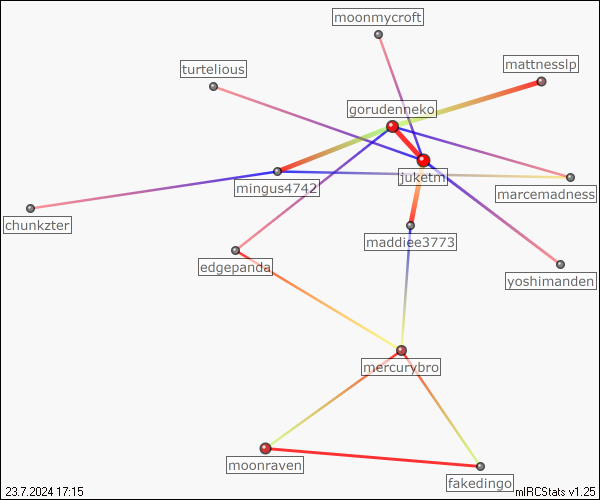 moonmycroft
mattnesslp
turtelious
gorudenneko
juketm
mingus4742
marcemadness
chunkzter
maddiee3773
edgepanda
yoshimanden
mercurybro
moonraven
fakedingo
23.7.2024 17:15
mIRCStats v1.25